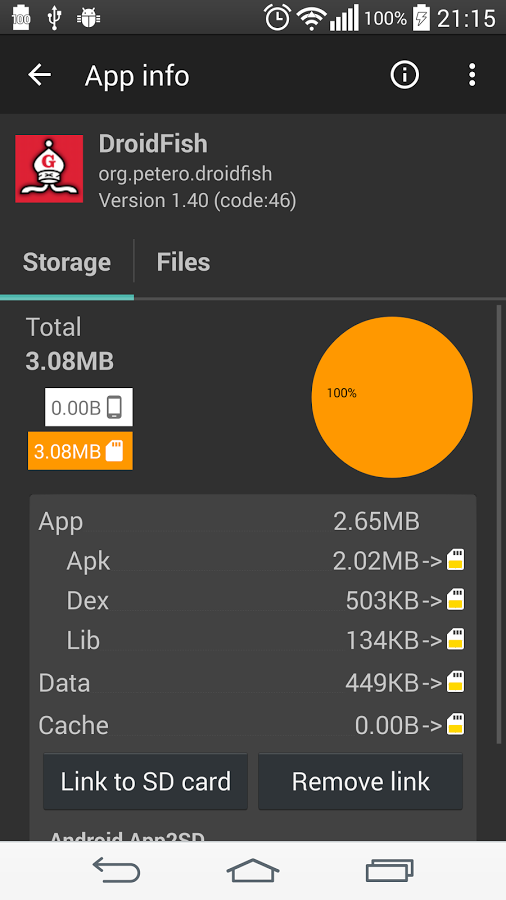 100 100% 21:15
App info
G
DroidFish
org.petero.droidfish
Version 1.40 (code:46)
Storage Files
Total
3.08MB
0.00B
3.08MB
100%
App 2.65MB
Apk 2.02MB->
Dex 503KB->
Lib 134KB->
Data 449KB->
Cache 0.00B->
Link to SD card Remove link
Android App2SD